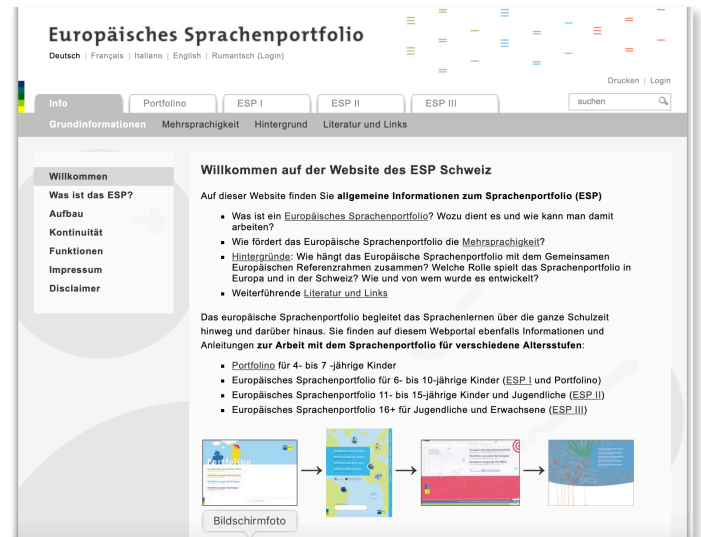 Europäisches Sprachenportfolio
Deutsch | Français | Italiano | English | Rumantsch (Login)
Drucken | Login
Info Portfolino ESP I ESP II ESP III suchen
Grundinformationen Mehrsprachigkeit Hintergrund Literatur und Links
Willkommen
Was ist das ESP?
Aufbau
Kontinuität
Funktionen
Impressum
Disclaimer
Willkommen auf der Website des ESP Schweiz
Auf dieser Website finden Sie allgemeine Informationen zum Sprachenportfolio (ESP)
Was ist ein Europäisches Sprachenportfolio? Wozu dient es und wie kann man damit
arbeiten?
Wie fördert das Europäische Sprachenportfolio die Mehrsprachigkeit?
Hintergründe: Wie hängt das Europäische Sprachenportfolio mit dem Gemeinsamen
Europäischen Referenzrahmen zusammen? Welche Rolle spielt das Sprachenportfolio in
Europa und in der Schweiz? Wie und von wem wurde es entwickelt?
Weiterführende Literatur und Links
Das europäische Sprachenportfolio begleitet das Sprachenlernen über die ganze Schulzeit
hinweg und darüber hinaus. Sie finden auf diesem Webportal ebenfalls Informationen und
Anleitungen zur Arbeit mit dem Sprachenportfolio für verschiedene Altersstufen:
Portfolino für 4- bis 7 -jährige Kinder
Europäisches Sprachenportfolio für 6- bis 10-jährige Kinder (ESP I und Portfolino)
Europäisches Sprachenportfolio 11- bis 15-jährige Kinder und Jugendliche (ESP II)
Europäisches Sprachenportfolio 16+ für Jugendliche und Erwachsene (ESP III)
Portfolino
Bildschirmfoto